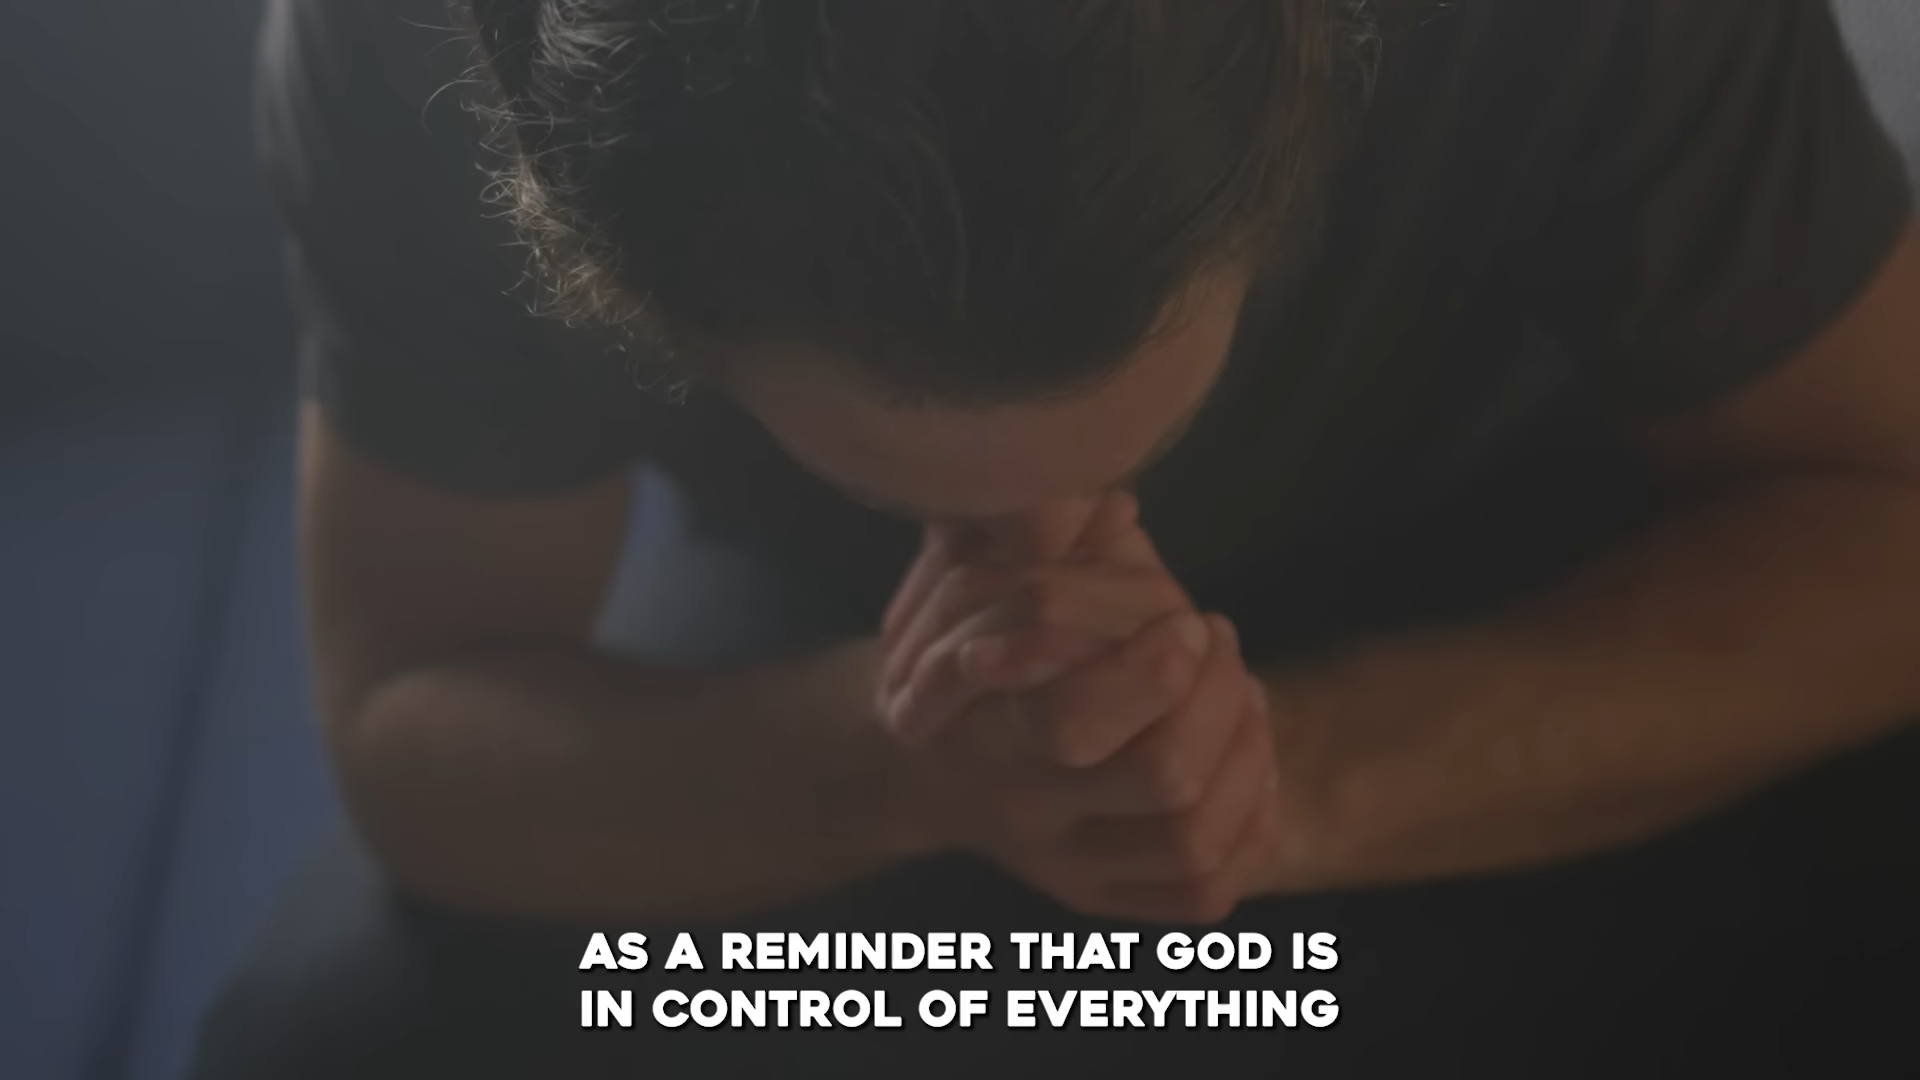 AS A REMINDER THAT GOD IS
IN CONTROL OF EVERYTHING